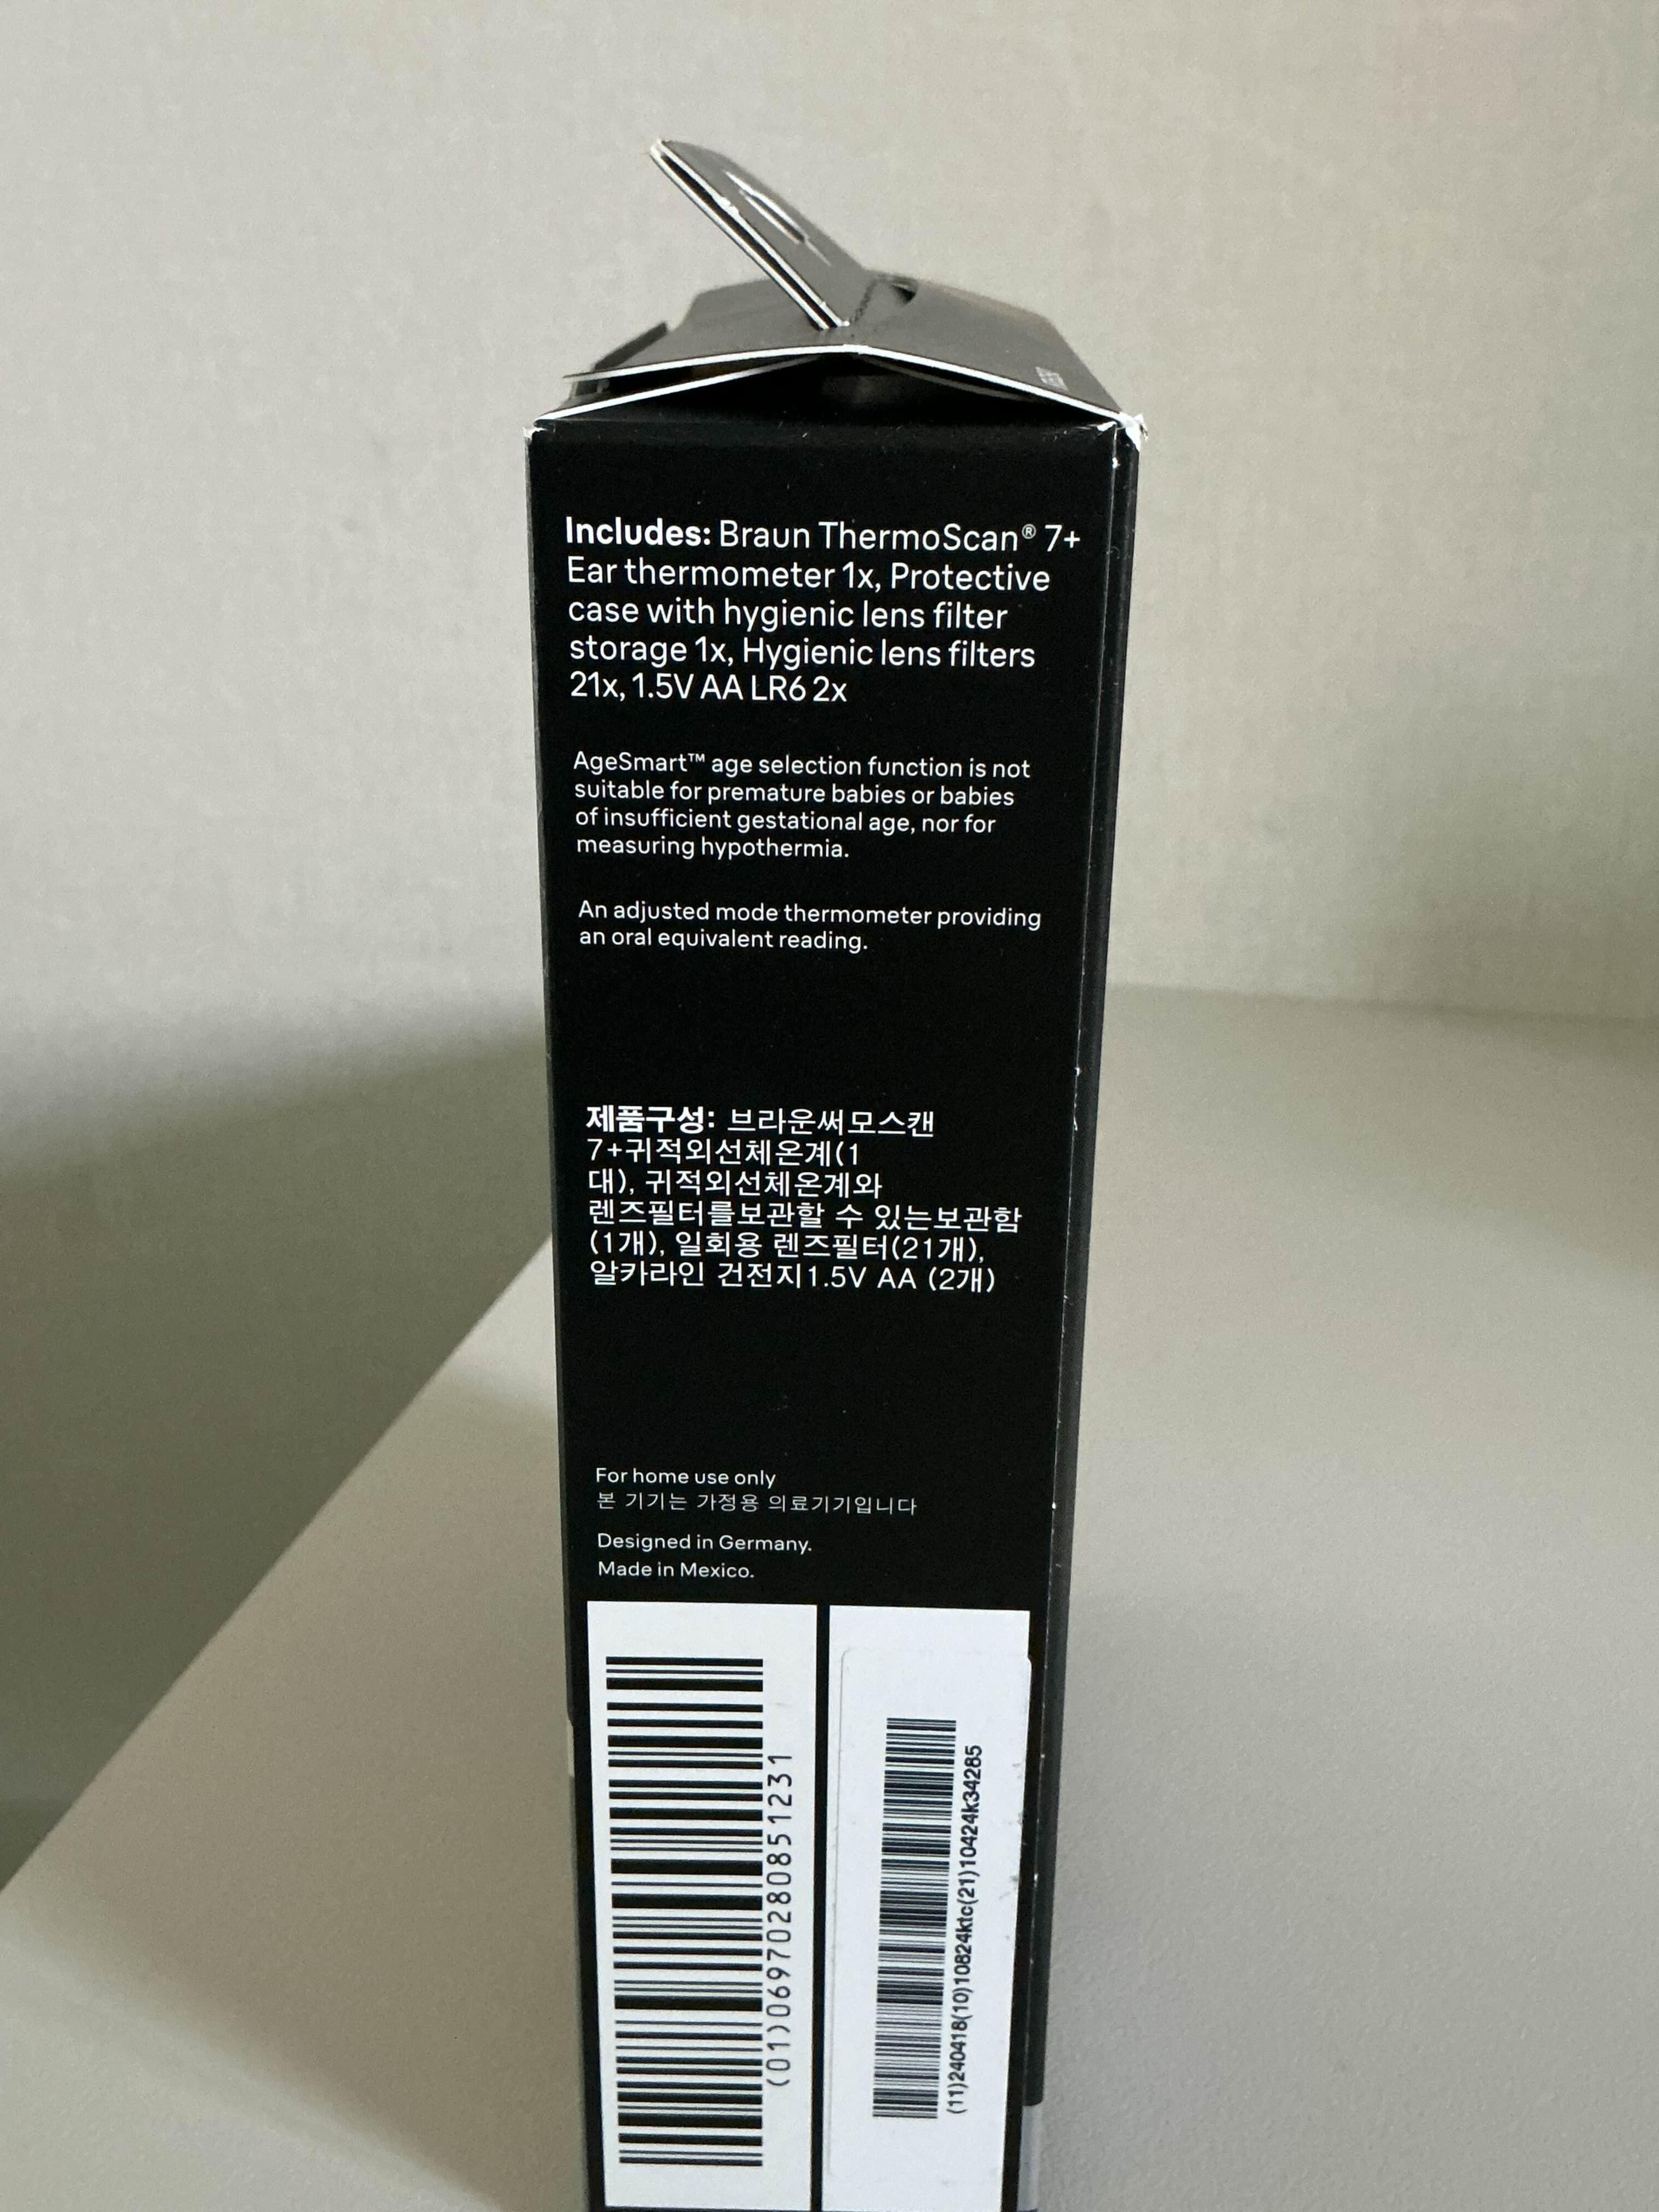 Includes: Braun ThermoScan® 7+
Ear thermometer 1x, Protective
case with hygienic lens filter
storage 1x, Hygienic lens filters
21x, 1.5V AA LR6 2x
AgeSmart™ age selection function is not
suitable for premature babies or babies
of insufficient gestational age, nor for
measuring hypothermia.
An adjusted mode thermometer providing
an oral equivalent reading.
제품구성: 브라운써모스캔
7+귀적외선체온계(1
대), 귀적외선체온계와
렌즈필터를보관할 수 있는보관함
(1개), 일회용 렌즈필터(21개),
알카라인 건전지1.5V AA (2개)
For home use only
본 기기는 가정용 의료기기입니다
Designed in Germany.
Made in Mexico.
(01)06970280851231
(11)240418(10)10824ktc(21)10424k34285